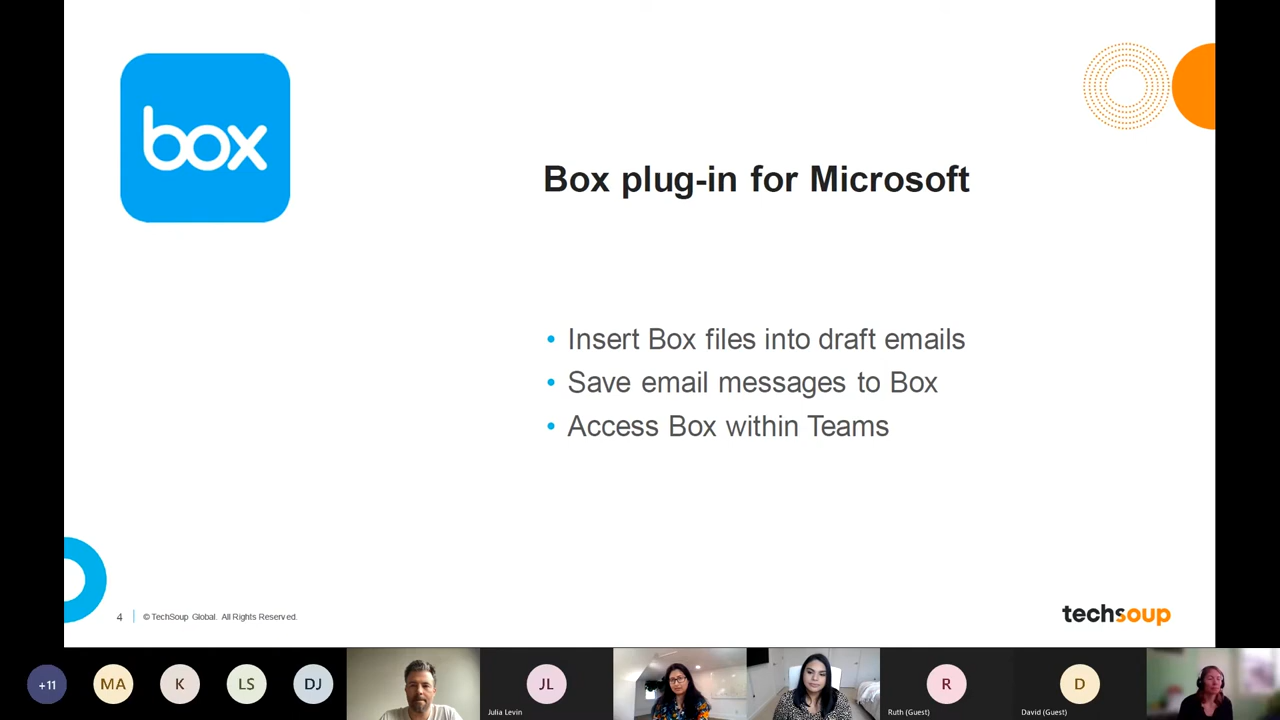 box
Box plug-in for Microsoft
• Insert Box files into draft emails
• Save email messages to Box
• Access Box within Teams
4
© TechSoup Global. All Rights Reserved.
techsoup
+11
MA
K
LS
DJ
JL
Julia Levin
R
Ruth (Guest)
D
David (Guest)